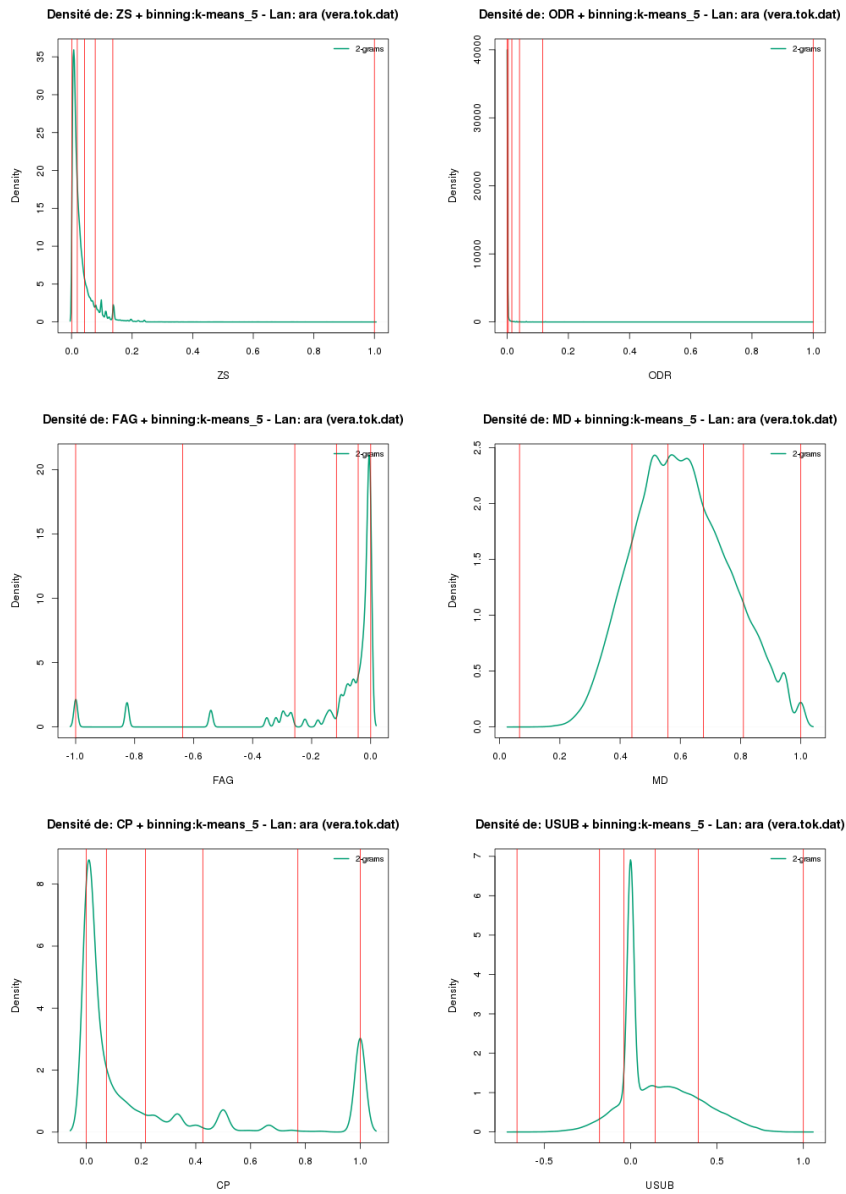 Densité de: ZS + binning:k-means_5 - Lan: ara (vera.tok.dat)
2-grams
Density
0 5 10 15 20 25 30 35
0.0 0.2 0.4 0.6 0.8 1.0
ZS
Densité de: ODR + binning:k-means_5 - Lan: ara (vera.tok.dat)
2-grams
Density
0 10000 20000 30000 40000
0.0 0.2 0.4 0.6 0.8 1.0
ODR
Densité de: FAG + binning:k-means_5 - Lan: ara (vera.tok.dat)
2-grams
Density
0 5 10 15 20
-1.0 -0.8 -0.6 -0.4 -0.2 0.0
FAG
Densité de: MD + binning:k-means_5 - Lan: ara (vera.tok.dat)
2-grams
Density
0.0 0.5 1.0 1.5 2.0 2.5
0.0 0.2 0.4 0.6 0.8 1.0
MD
Densité de: CP + binning:k-means_5 - Lan: ara (vera.tok.dat)
2-grams
Density
0 2 4 6 8
0.0 0.2 0.4 0.6 0.8 1.0
CP
Densité de: USUB + binning:k-means_5 - Lan: ara (vera.tok.dat)
2-grams
Density
0 1 2 3 4 5 6 7
-0.5 0.0 0.5 1.0
USUB